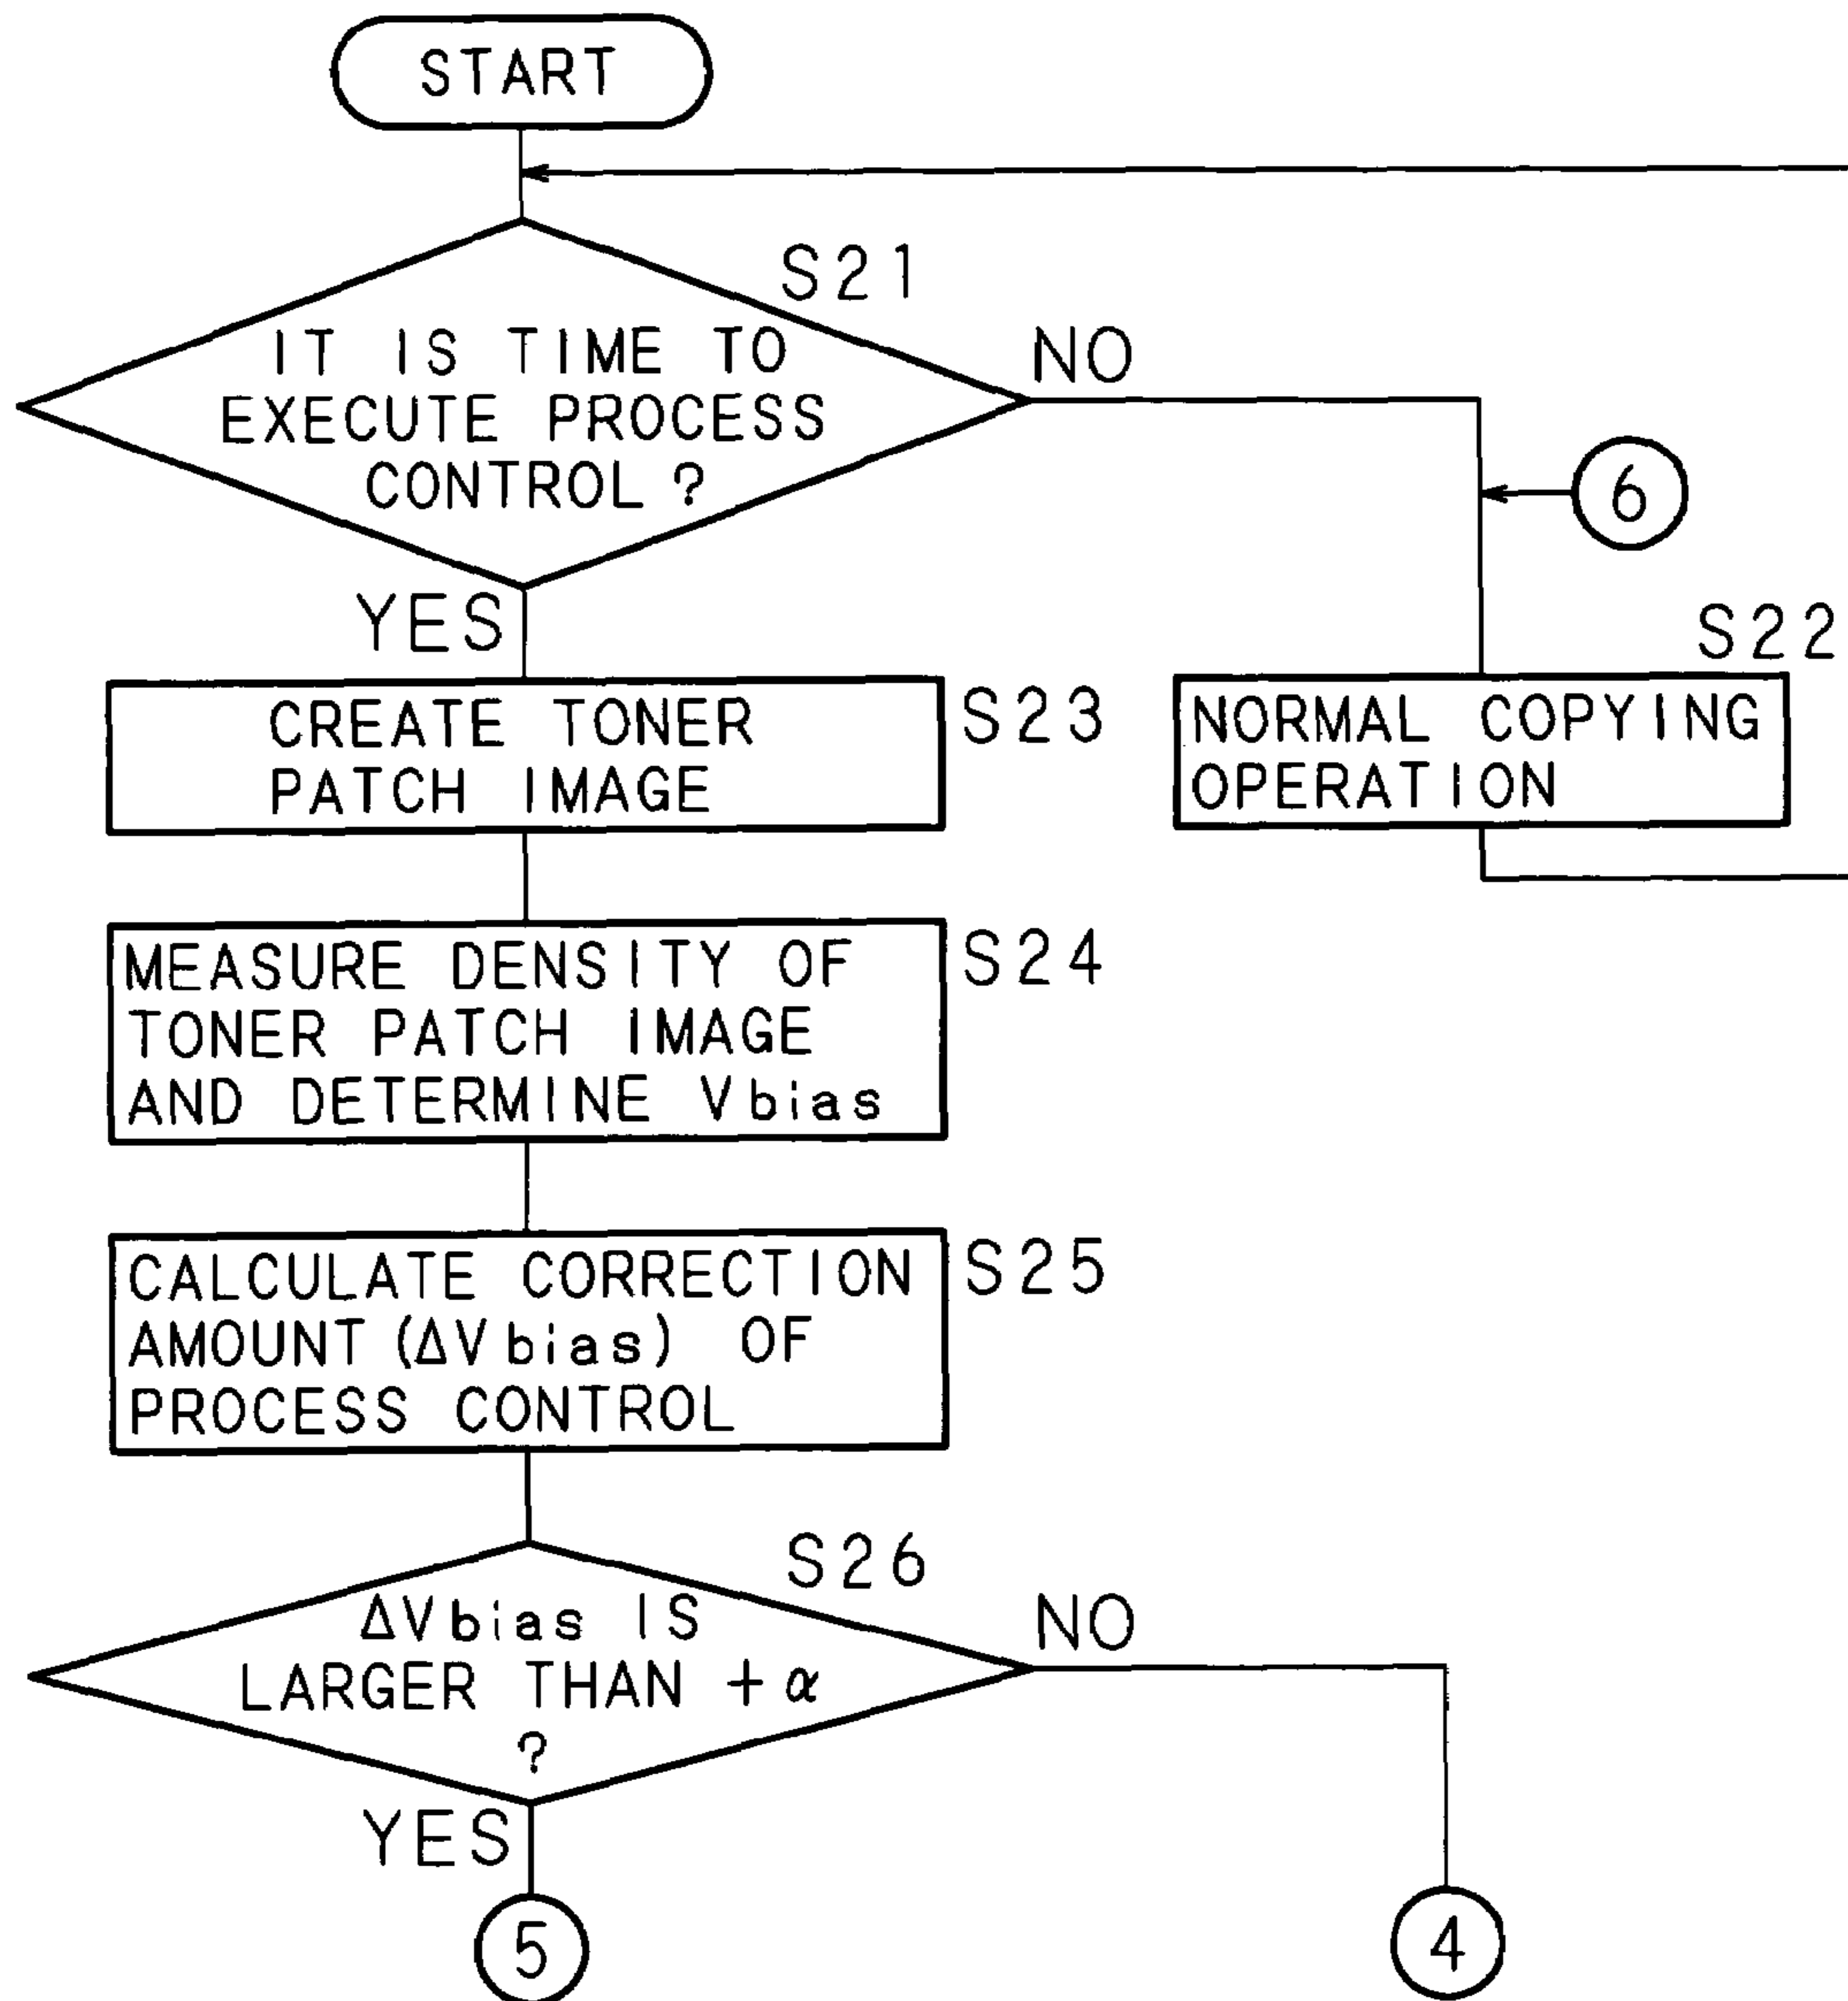 START
S21
IT IS TIME TO
EXECUTE PROCESS
CONTROL ?
NO
6
YES
S22
CREATE TONER
PATCH IMAGE
S23
NORMAL COPYING
OPERATION
MEASURE DENSITY OF
TONER PATCH IMAGE
AND DETERMINE Vbias
S24
CALCULATE CORRECTION
AMOUNT (ΔVbias) OF
PROCESS CONTROL
S25
S26
ΔVbias IS
LARGER THAN +α
?
NO
YES
5
4